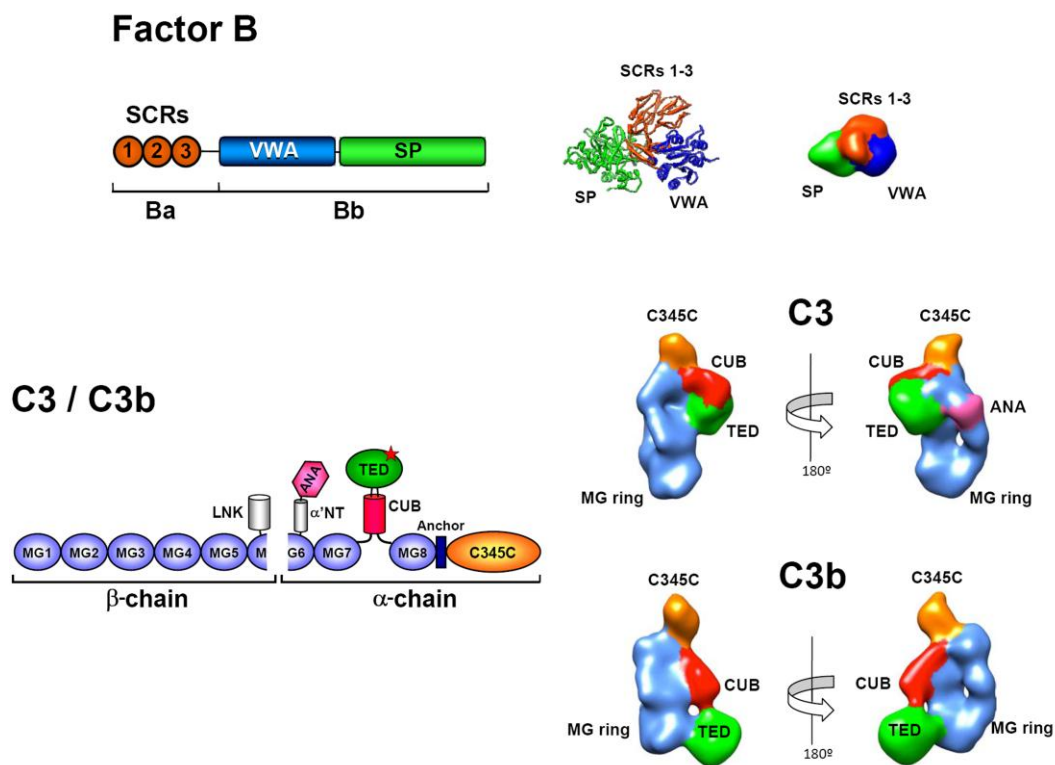 Factor B
SCRs
1 2 3
VWA
SP
Ba
Bb
SCRs 1-3
SP
VWA
SCRs 1-3
SP
VWA
C3 / C3b
LNK
ANA
α'NT
TED
CUB
Anchor
MG1 MG2 MG3 MG4 MG5 M G6 MG7 MG8 C345C
β-chain
α-chain
C3
C345C
CUB
TED
MG ring
180º
C345C
CUB
ANA
TED
MG ring
C3b
C345C
CUB
MG ring
TED
180º
C345C
CUB
TED
MG ring